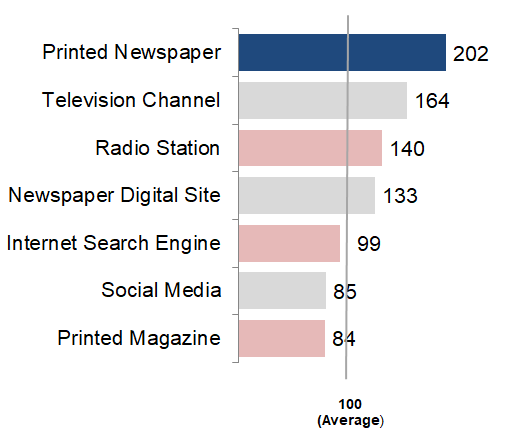 Printed Newspaper 202
Television Channel 164
Radio Station 140
Newspaper Digital Site 133
Internet Search Engine 99
Social Media 85
Printed Magazine 84
100
(Average)